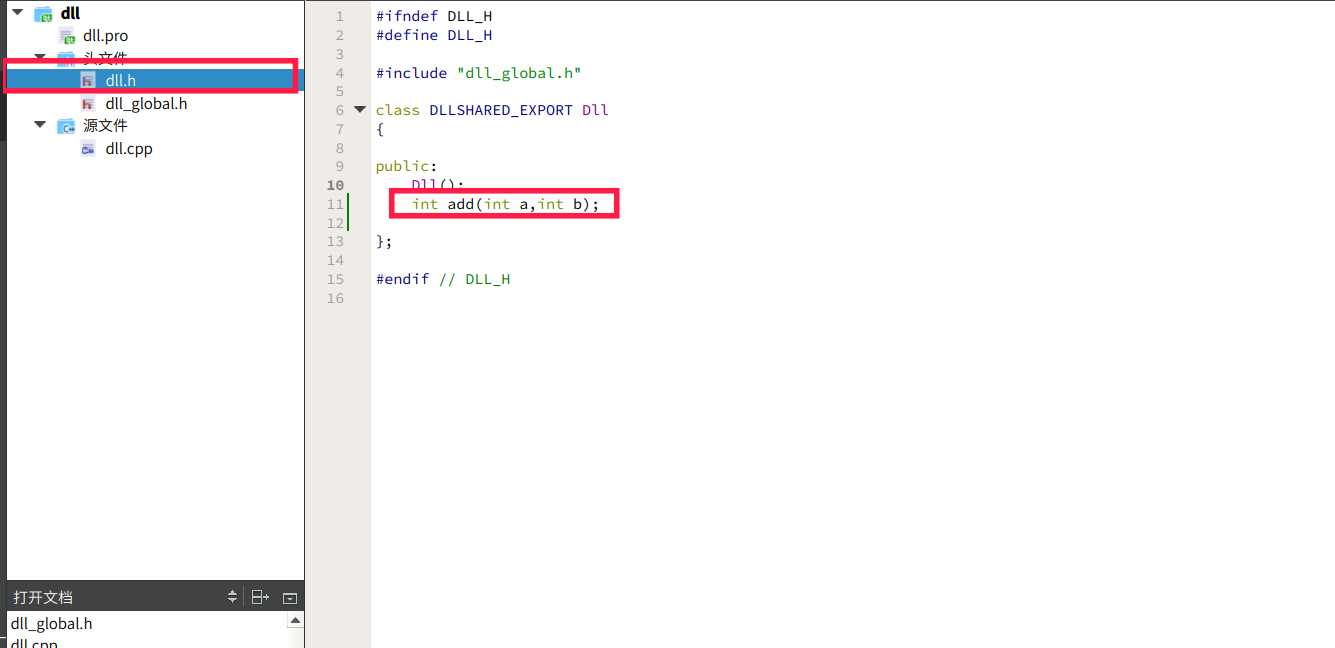 dll
dll.pro
头文件
dll.h
dll_global.h
源文件
dll.cpp
打开文档
dll_global.h
dll.cpp
1 #ifndef DLL_H
2 #define DLL_H
3
4 #include "dll_global.h"
5
6 class DLLSHARED_EXPORT Dll
7 {
8
9 public:
10 Dll();
11 int add(int a,int b);
12
13 };
14
15 #endif // DLL_H
16